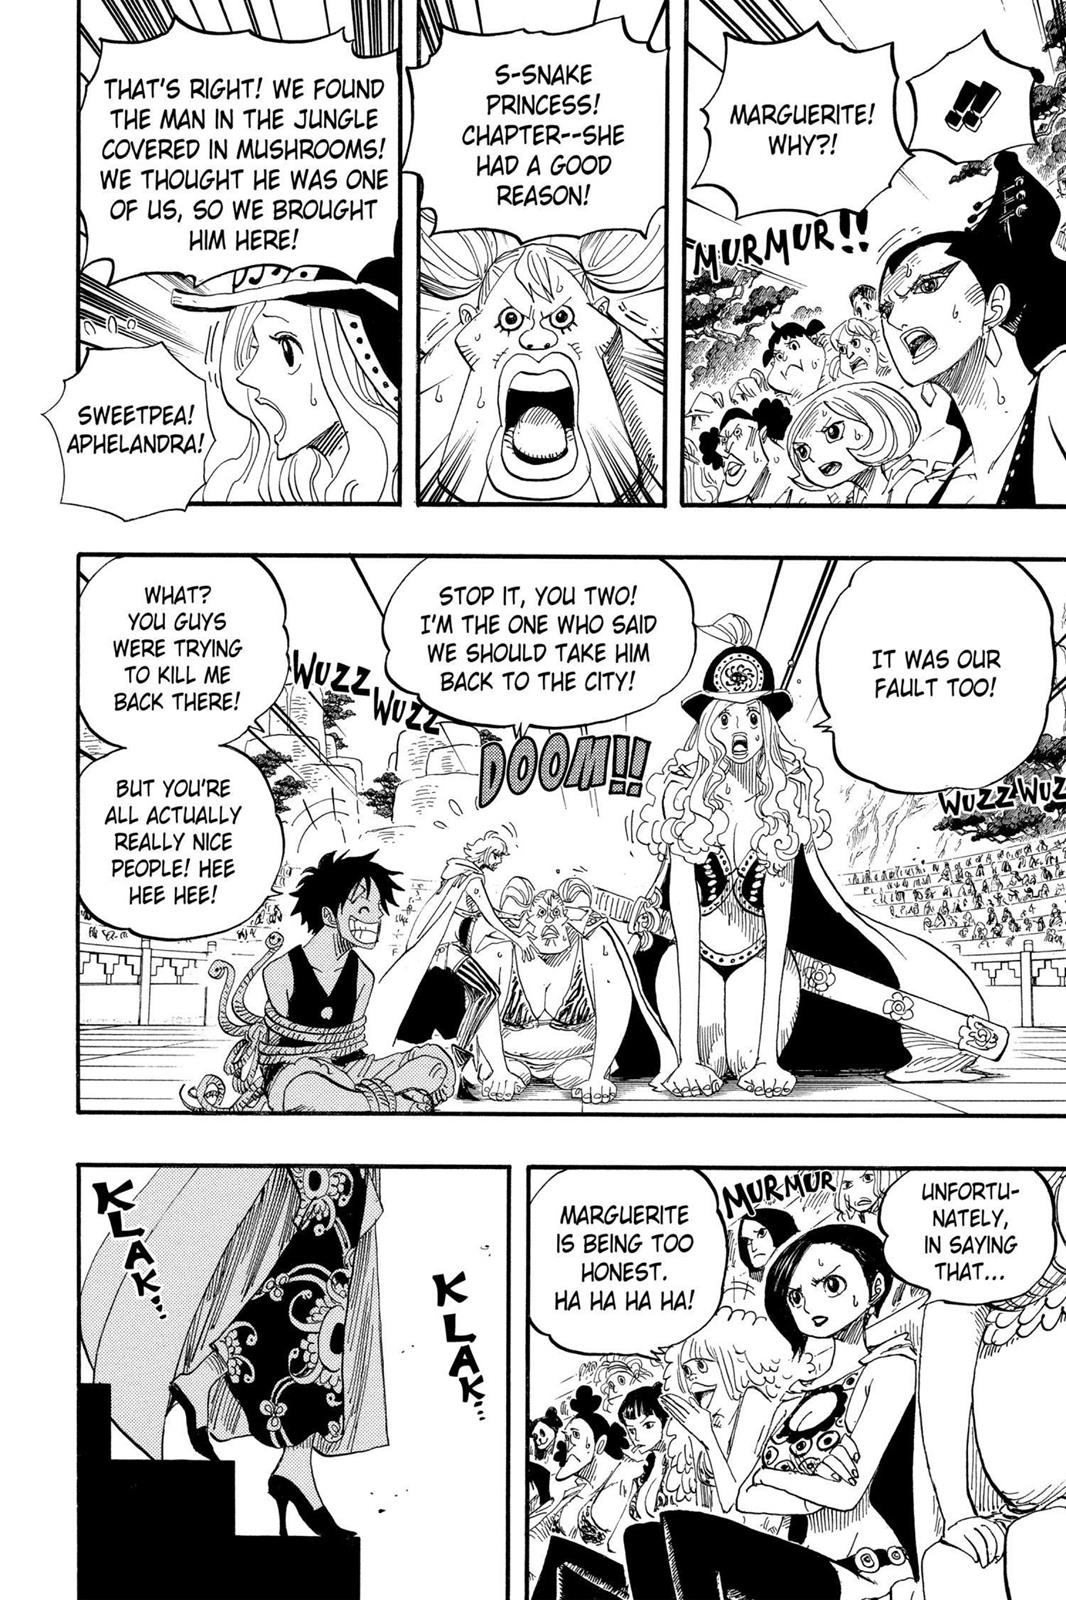 !!
MARGUERITE!
WHY?!
MURMUR!!
S-SNAKE
PRINCESS!
CHAPTER--SHE
HAD A GOOD
REASON!
THAT'S RIGHT! WE FOUND
THE MAN IN THE JUNGLE
COVERED IN MUSHROOMS!
WE THOUGHT HE WAS ONE
OF US, SO WE BROUGHT
HIM HERE!
SWEETPEA!
APHELANDRA!
IT WAS OUR
FAULT TOO!
WUZZ WUZZ
STOP IT, YOU TWO!
I'M THE ONE WHO SAID
WE SHOULD TAKE HIM
BACK TO THE CITY!
DOOM!!
WUZZ
WUZZ
WHAT?
YOU GUYS
WERE TRYING
TO KILL ME
BACK THERE!
BUT YOU'RE
ALL ACTUALLY
REALLY NICE
PEOPLE! HEE
HEE HEE!
UNFORTU-
NATELY,
IN SAYING
THAT...
MURMUR
MARGUERITE
IS BEING TOO
HONEST.
HA HA HA HA!
KLAK...
KLAK...